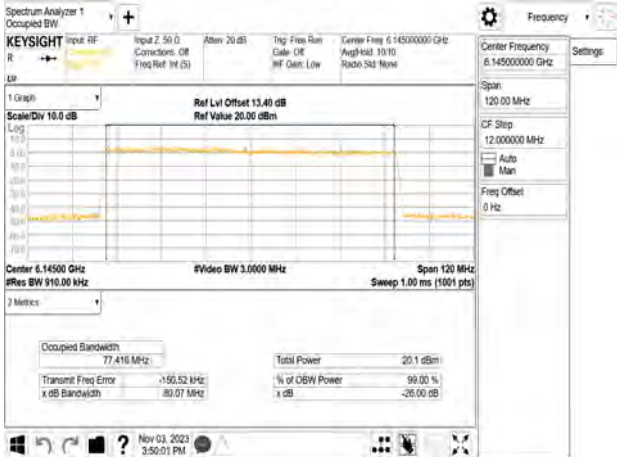 Spectrum Analyzer 1
Occupied BW
+
Frequency
KEYSIGHT Input: RF
R
Input Z: 50 Ω
Corrections: Off
Freq Ref: Int (S)
Atten: 20 dB
Trig: Free Run
Gate: Off
#IF Gain: Low
Center Freq: 6.145000000 GHz
Avg|Hold: 10/10
Radio Std: None
Center Frequency
6.145000000 GHz
Settings
Span
120.00 MHz
CF Step
12.000000 MHz
Auto
Man
Freq Offset
0 Hz
1 Graph
Scale/Div 10.0 dB
Ref Lvl Offset 13.40 dB
Ref Value 20.00 dBm
Log
10.0
0.00
Center 6.14500 GHz
#Res BW 910.00 kHz
#Video BW 3.0000 MHz
Span 120 MHz
Sweep 1.00 ms (1001 pts)
2 Metrics
Occupied Bandwidth
77.416 MHz
Total Power 20.1 dBm
Transmit Freq Error -150.52 kHz
% of OBW Power 99.00 %
x dB Bandwidth 80.07 MHz
x dB -26.00 dB
?
Nov 03, 2023
3:50:01 PM